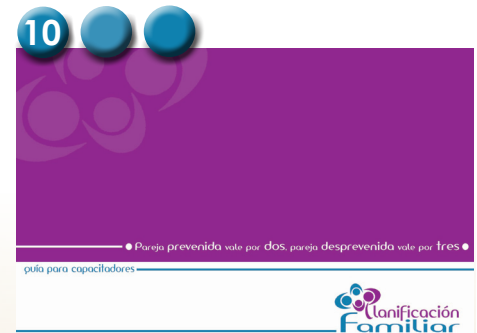 10
Pareja prevenida vale por dos, pareja desprevenida vale por tres
guía para capacitadores
Planificación
Familiar